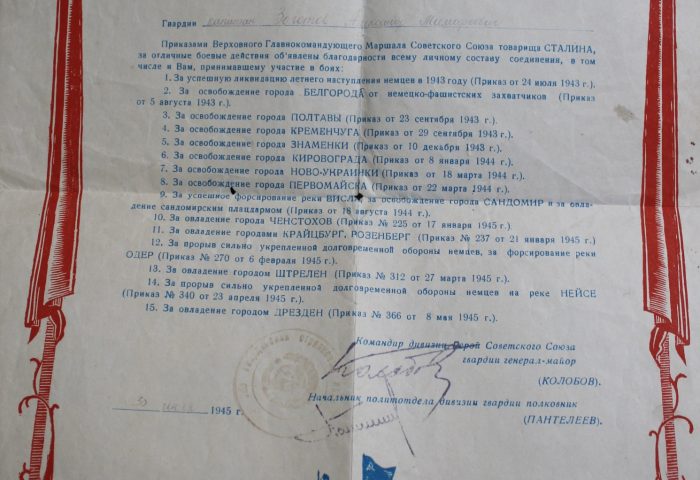 Гвардии капитан
Приказами Верховного Главнокомандующего Маршала Советского Союза товарища СТАЛИНА,
за отличные боевые действия об'явлены благодарности всему личному составу соединения, в том
числе и Вам, принимавшему участие в боях:
1. За успешную ликвидацию летнего наступления немцев в 1943 году (Приказ от 24 июля 1943 г.).
2. За освобождение города БЕЛГОРОДА от немецко-фашистских захватчиков (Приказ
от 5 августа 1943 г.).
3. За освобождение города ПОЛТАВЫ (Приказ от 23 сентября 1943 г.).
4. За освобождение города КРЕМЕНЧУГА (Приказ от 29 сентября 1943 г.).
5. За освобождение города ЗНАМЕНКИ (Приказ от 10 декабря 1943 г.).
6. За освобождение города КИРОВОГРАДА (Приказ от 8 января 1944 г.).
7. За освобождение города НОВО-УКРАИНКИ (Приказ от 18 марта 1944 г.).
8. За освобождение города ПЕРВОМАЙСКА (Приказ от 22 марта 1944 г.).
9. За успешное форсирование реки ВИСЛА, за освобождение города САНДОМИР и за овла-
дение сандомирским плацдармом (Приказ от 18 августа 1944 г.).
10. За овладение города ЧЕНСТОХОВ (Приказ № 225 от 17 января 1945 г.)
11. За овладение городами КРАЙЦБУРГ, РОЗЕНБЕРГ (Приказ № 237 от 21 января 1945 г.)
12. За прорыв сильно укрепленной долговременной обороны немцев, за форсирование реки
ОДЕР (Приказ № 270 от 6 февраля 1945 г.).
13. За овладение городом ШТРЕЛЕН (Приказ № 312 от 27 марта 1945 г.).
14. За прорыв сильно укрепленной долговременной обороны немцев на реке НЕЙСЕ
(Приказ № 340 от 23 апреля 1945 г.).
15. За овладение городом ДРЕЗДЕН (Приказ № 366 от 8 мая 1945 г.).
Командир дивизии Герой Советского Союза
гвардии генерал-майор
(КОЛОБОВ).
Начальник политотдела дивизии гвардии полковник
(ПАНТЕЛЕЕВ).
1945 г.